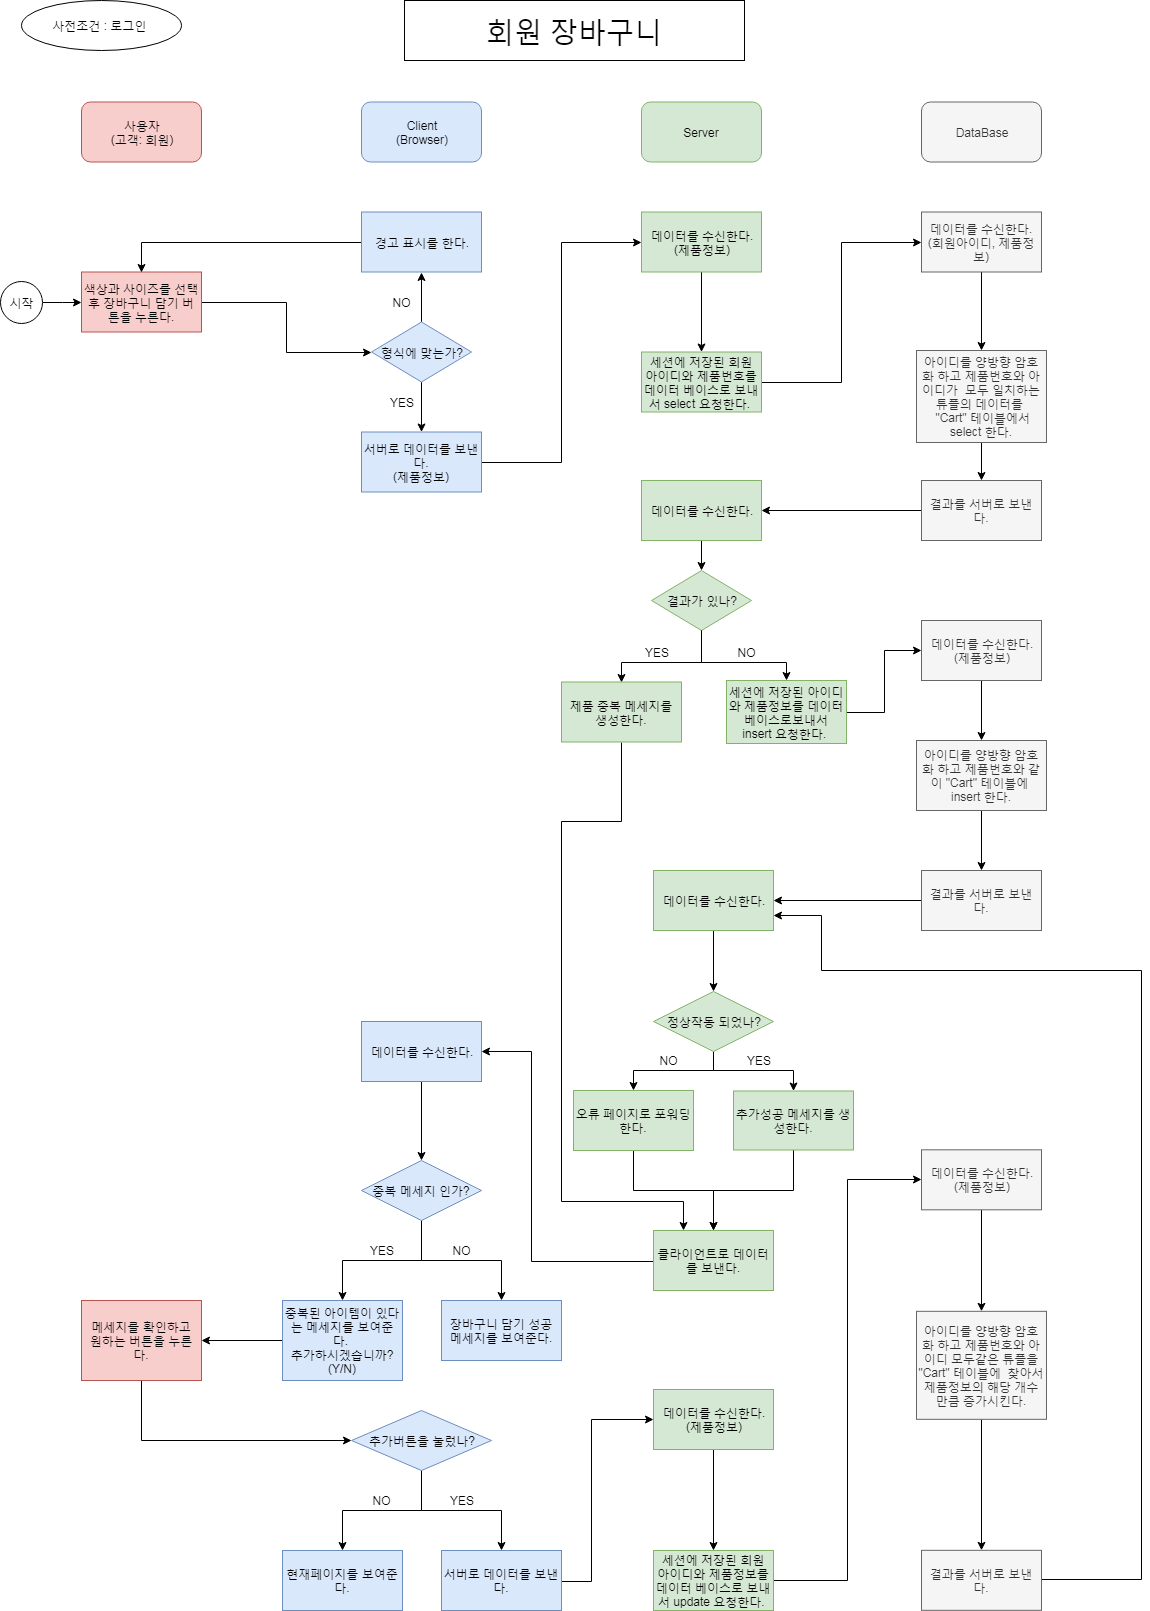 사전조건 : 로그인
회원 장바구니
사용자
(고객: 회원)
Client
(Browser)
Server
DataBase
경고 표시를 한다.
데이터를 수신한다.
(제품정보)
데이터를 수신한다.
(회원아이디, 제품정
보)
시작
색상과 사이즈를 선택
후 장바구니 담기 버
튼을 누른다.
NO
형식에 맞는가?
YES
서버로 데이터를 보낸
다.
(제품정보)
세션에 저장된 회원
아이디와 제품번호를
데이터 베이스로 보내
서 select 요청한다.
아이디를 양방향 암호
화 하고 제품번호와 아
이디가 모두 일치하는
튜플의 데이터를
"Cart" 테이블에서
select 한다.
데이터를 수신한다.
결과를 서버로 보낸
다.
결과가 있나?
YES
NO
제품 중복 메세지를
생성한다.
세션에 저장된 아이디
와 제품정보를 데이터
베이스로보내서
insert 요청한다.
데이터를 수신한다.
(제품정보)
아이디를 양방향 암호
화 하고 제품번호와 같
이 "Cart" 테이블에
insert 한다.
데이터를 수신한다.
결과를 서버로 보낸
다.
정상작동 되었나?
NO
YES
오류 페이지로 포워딩
한다.
추가성공 메세지를 생
성한다.
데이터를 수신한다.
중복 메세지 인가?
YES
NO
클라이언트로 데이터
를 보낸다.
데이터를 수신한다.
(제품정보)
메세지를 확인하고
원하는 버튼을 누른
다.
중복된 아이템이 있다
는 메세지를 보여준
다.
추가하시겠습니까?
(Y/N)
장바구니 담기 성공
메세지를 보여준다.
아이디를 양방향 암호
화 하고 제품번호와 아
이디 모두같은 튜플을
"Cart" 테이블에 찾아서
제품정보의 해당 개수
만큼 증가시킨다.
추가버튼을 눌렀나?
NO
YES
데이터를 수신한다.
(제품정보)
현재페이지를 보여준
다.
서버로 데이터를 보낸
다.
세션에 저장된 회원
아이디와 제품정보를
데이터 베이스로 보내
서 update 요청한다.
결과를 서버로 보낸
다.